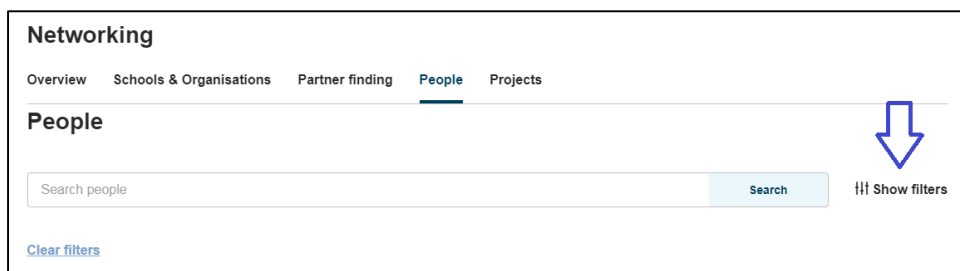 Networking
Overview Schools & Organisations Partner finding People Projects
People
Search people Search Show filters
Clear filters